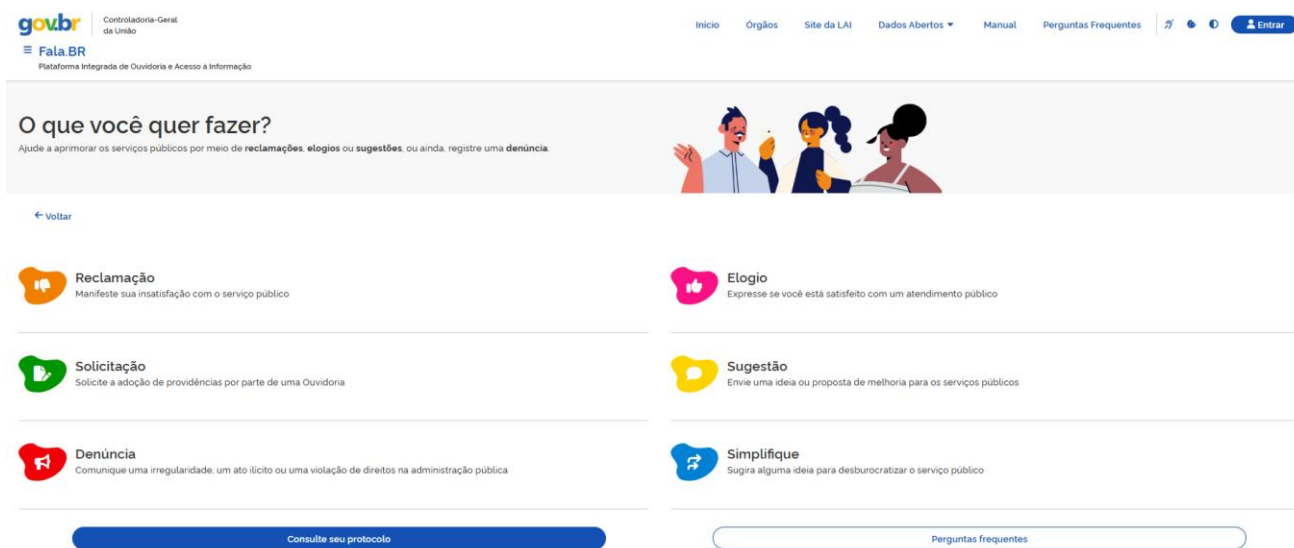 gov.br
Controladoria-Geral
da União
Início Órgãos Site da LAI Dados Abertos Manual Perguntas Frequentes Entrar
Fala.BR
Plataforma Integrada de Ouvidoria e Acesso à Informação
O que você quer fazer?
Ajude a aprimorar os serviços públicos por meio de reclamações, elogios ou sugestões, ou ainda, registre uma denúncia.
Voltar
Reclamação
Manifeste sua insatisfação com o serviço público
Elogio
Expresse se você está satisfeito com um atendimento público
Solicitação
Solicite a adoção de providências por parte de uma Ouvidoria
Sugestão
Envie uma ideia ou proposta de melhoria para os serviços públicos
Denúncia
Comunique uma irregularidade, um ato ilícito ou uma violação de direitos na administração pública
Simplifique
Sugira alguma ideia para desburocratizar o serviço público
Consulte seu protocolo
Perguntas frequentes